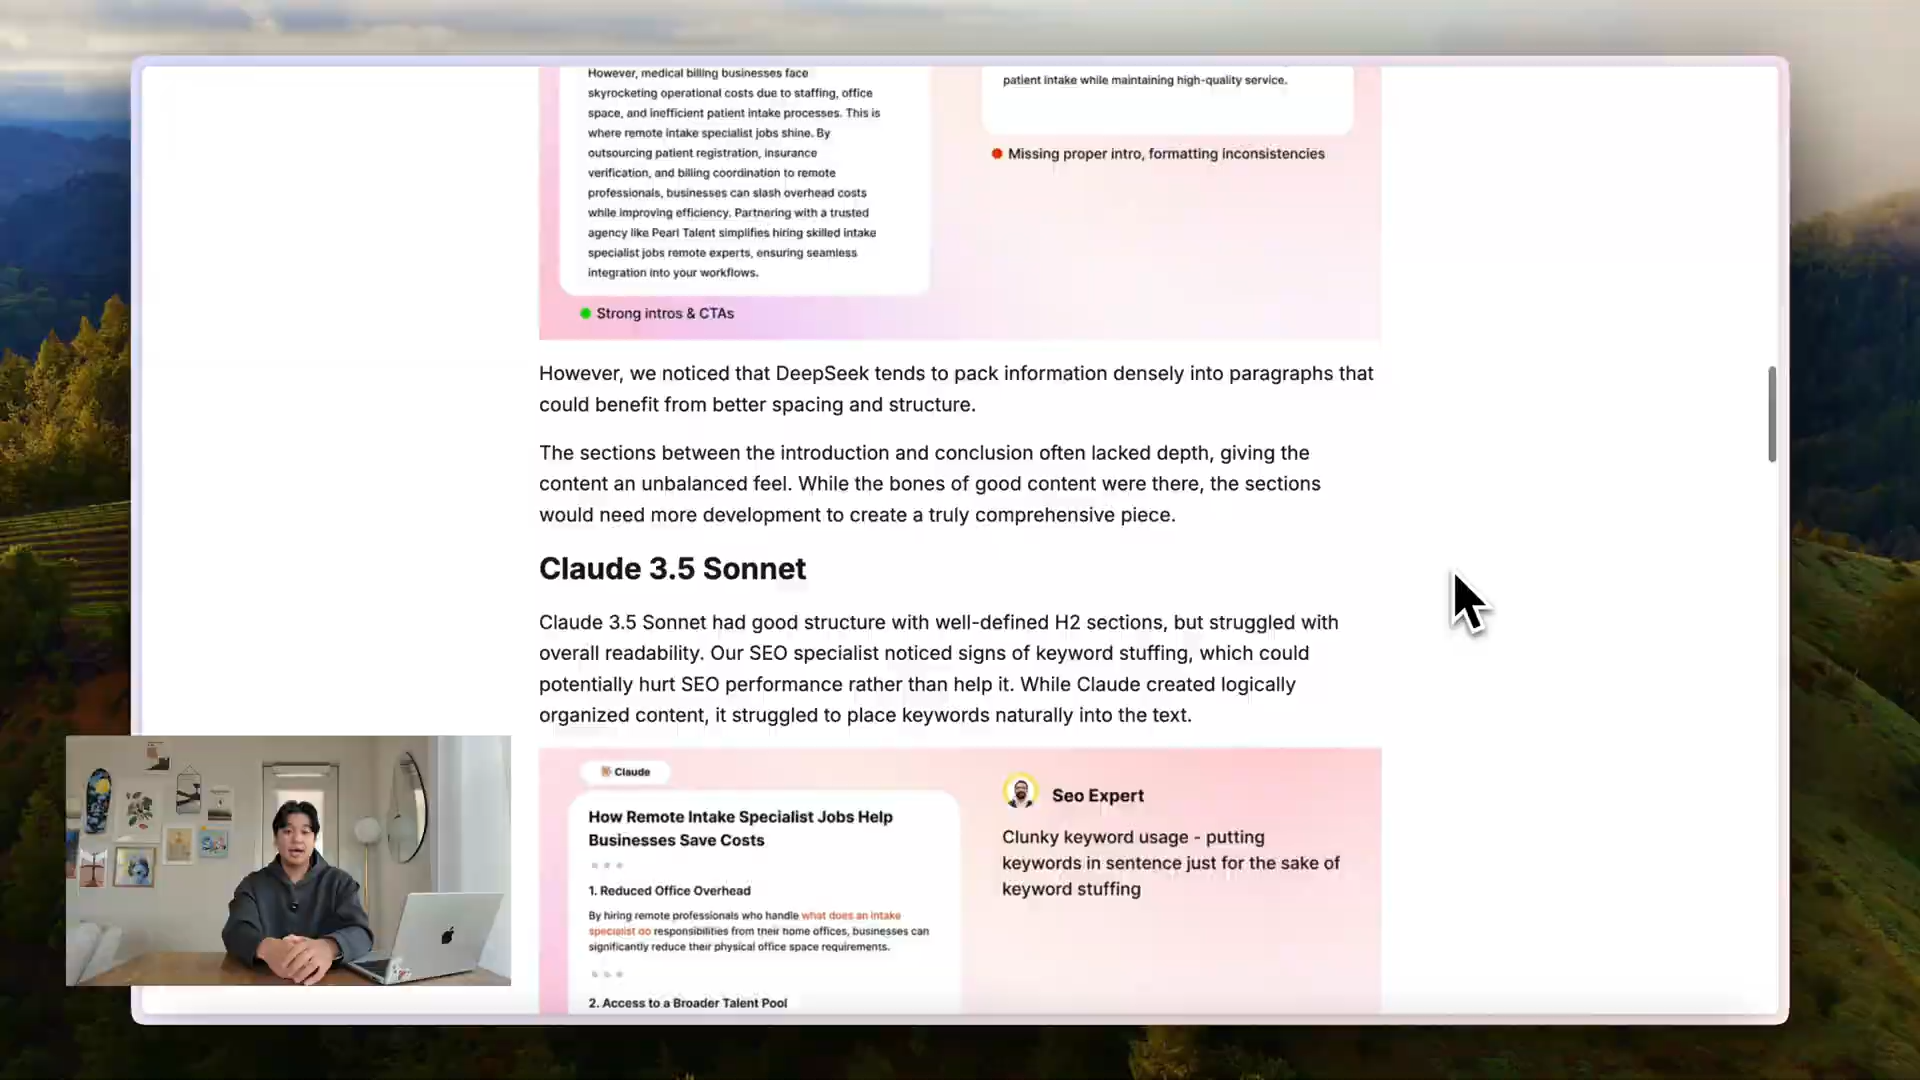 However, medical billing businesses face
skyrocketing operational costs due to staffing, office
space, and inefficient patient intake processes. This is
where remote intake specialist jobs shine. By
outsourcing patient registration, insurance
verification, and billing coordination to remote
professionals, businesses can slash overhead costs
while improving efficiency. Partnering with a trusted
agency like Pearl Talent simplifies hiring skilled intake
specialist jobs remote experts, ensuring seamless
integration into your workflows.
Strong intros & CTAs
patient intake while maintaining high-quality service.
Missing proper intro, formatting inconsistencies
However, we noticed that DeepSeek tends to pack information densely into paragraphs that
could benefit from better spacing and structure.
The sections between the introduction and conclusion often lacked depth, giving the
content an unbalanced feel. While the bones of good content were there, the sections
would need more development to create a truly comprehensive piece.
Claude 3.5 Sonnet
Claude 3.5 Sonnet had good structure with well-defined H2 sections, but struggled with
overall readability. Our SEO specialist noticed signs of keyword stuffing, which could
potentially hurt SEO performance rather than help it. While Claude created logically
organized content, it struggled to place keywords naturally into the text.
Claude
How Remote Intake Specialist Jobs Help
Businesses Save Costs
1. Reduced Office Overhead
By hiring remote professionals who handle what does an intake
specialist do responsibilities from their home offices, businesses can
significantly reduce their physical office space requirements.
2. Access to a Broader Talent Pool
Seo Expert
Clunky keyword usage - putting
keywords in sentence just for the sake of
keyword stuffing